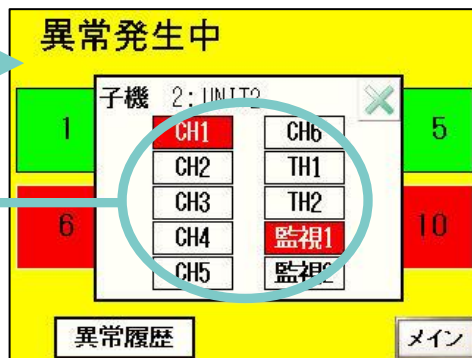 異常発生中
子機 2:UNIT2
1
5
CH1
CH6
CH2
TH1
CH3
TH2
6
10
CH4
監視1
CH5
監視2
異常履歴
メイン